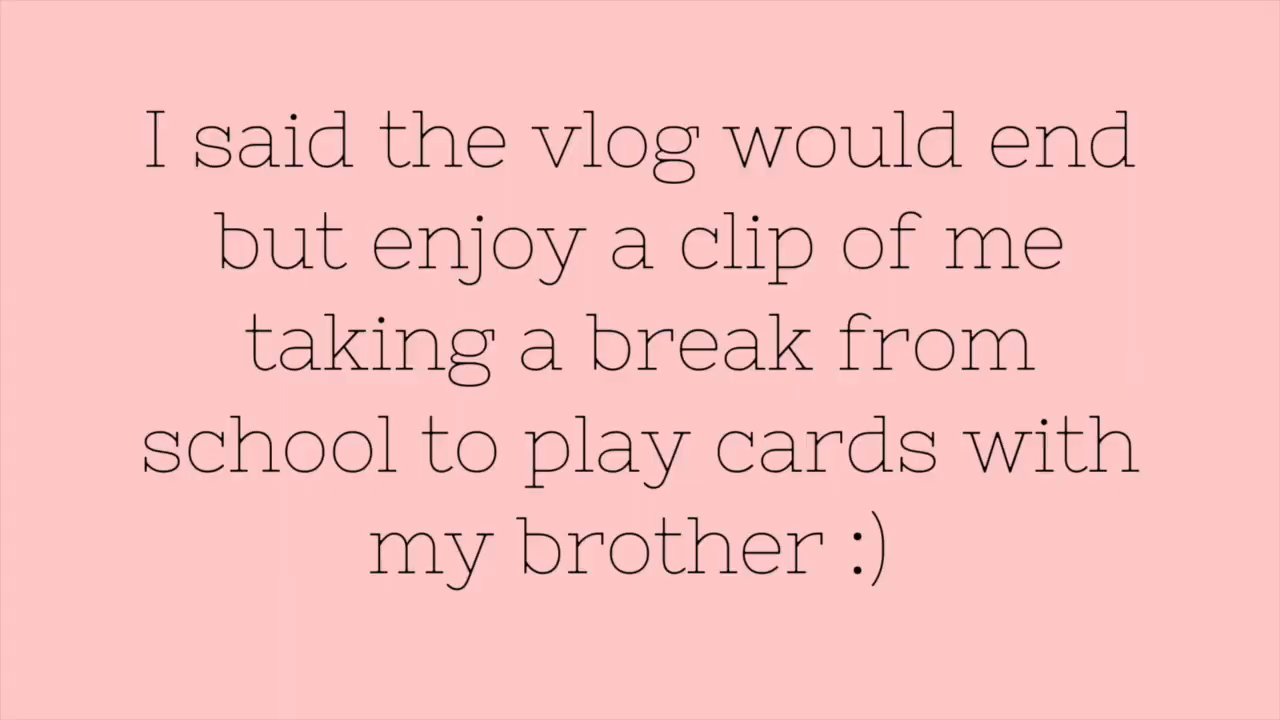 I said the vlog would end
but enjoy a clip of me
taking a break from
school to play cards with
my brother :)